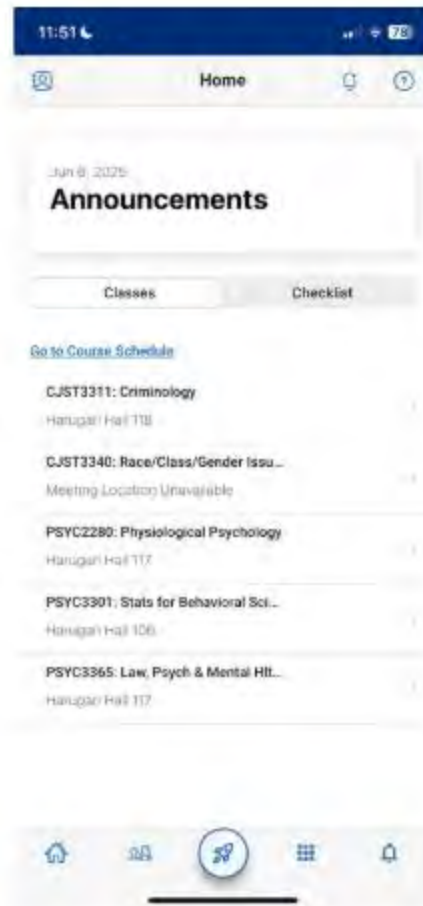 11:51
78
Home
Jun 6, 2025
Announcements
Classes
Checklist
Go to Course Schedule
CJST3311: Criminology
Harugari Hall 118
CJST3340: Race/Class/Gender Issu...
Meeting Location Unavailable
PSYC2280: Physiological Psychology
Harugari Hall 117
PSYC3301: Stats for Behavioral Sci...
Harugari Hall 106
PSYC3365: Law, Psych & Mental Hlt...
Harugari Hall 117